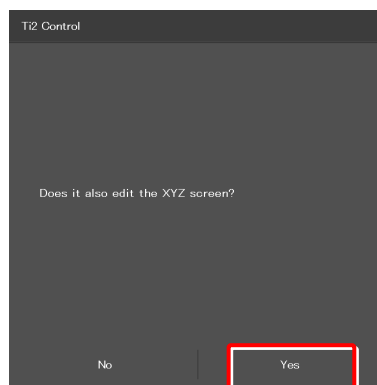 Ti2 Control
Does it also edit the XYZ screen?
No
Yes